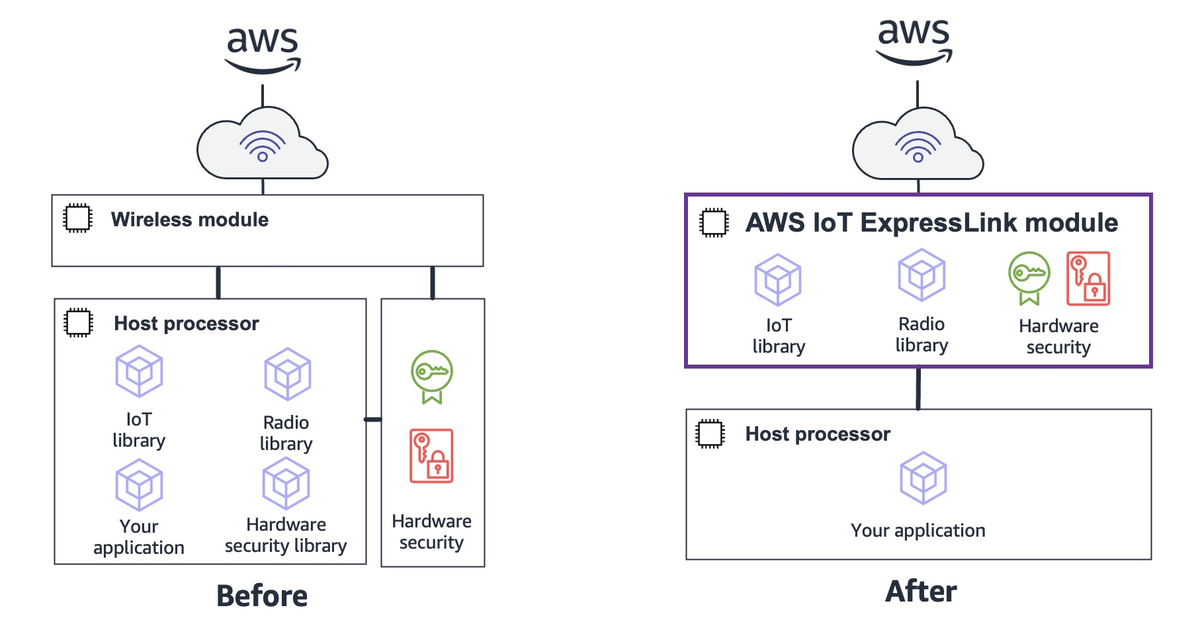 aws
Wireless module
Host processor
IoT
library
Radio
library
Your
application
Hardware
security library
Hardware
security
Before
aws
AWS IoT ExpressLink module
IoT
library
Radio
library
Hardware
security
Host processor
Your application
After